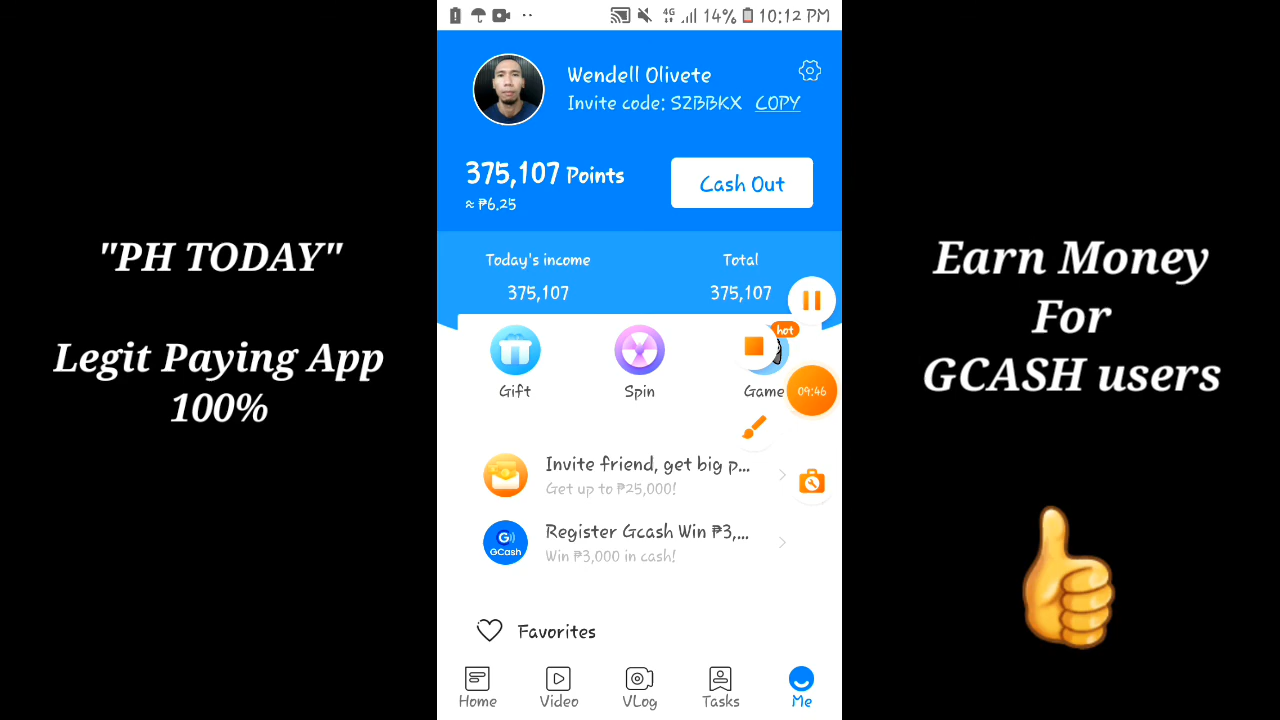 "PH TODAY"
Legit Paying App
100%
4G 14% 10:12 PM
Wendell Olivete
Invite code: S2BBKX COPY
375,107 Points
≈ ₱6.25
Cash Out
Today's income
Total
375,107
375,107
hot
Gift
Spin
Game
09:46
Invite friend, get big p...
Get up to ₱25,000!
GCash
Register Gcash Win ₱3,...
Win ₱3,000 in cash!
Favorites
Home
Video
VLog
Tasks
Me
Earn Money
For
GCASH users